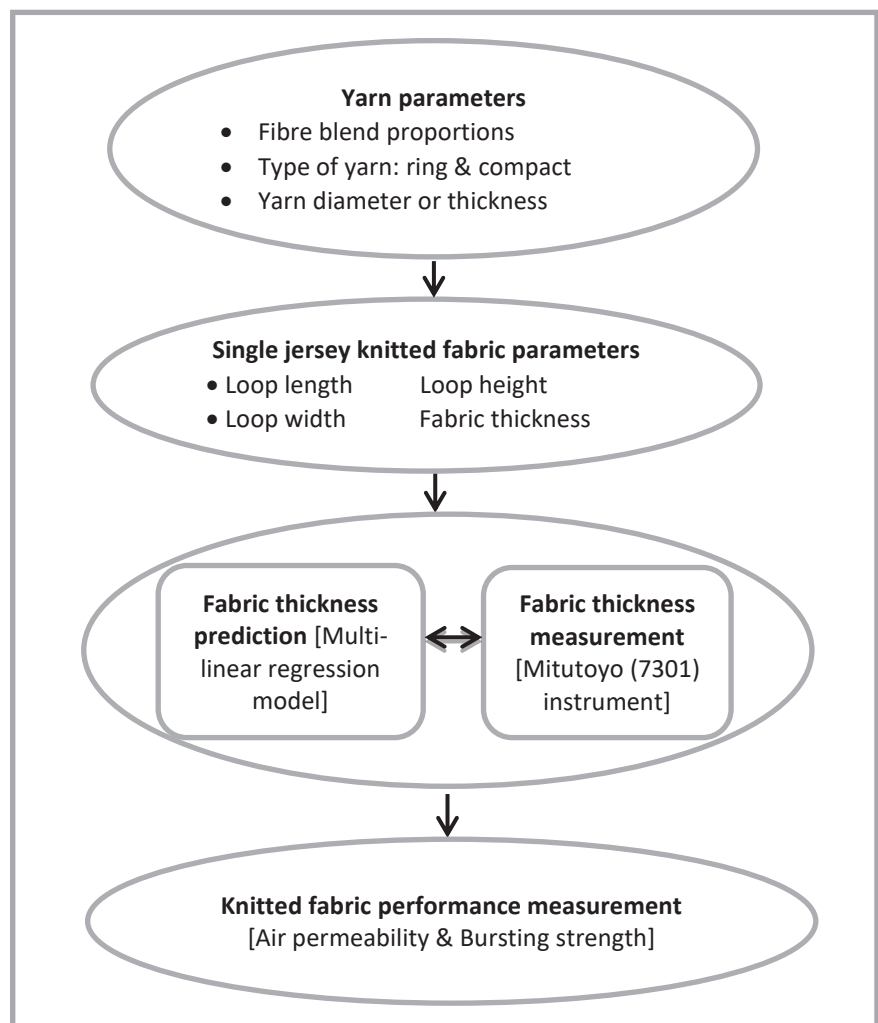 Yarn parameters
• Fibre blend proportions
• Type of yarn: ring & compact
• Yarn diameter or thickness
Single jersey knitted fabric parameters
• Loop length Loop height
• Loop width Fabric thickness
Fabric thickness
prediction [Multi-
linear regression
model]
Fabric thickness
measurement
[Mitutoyo (7301)
instrument]
Knitted fabric performance measurement
[Air permeability & Bursting strength]